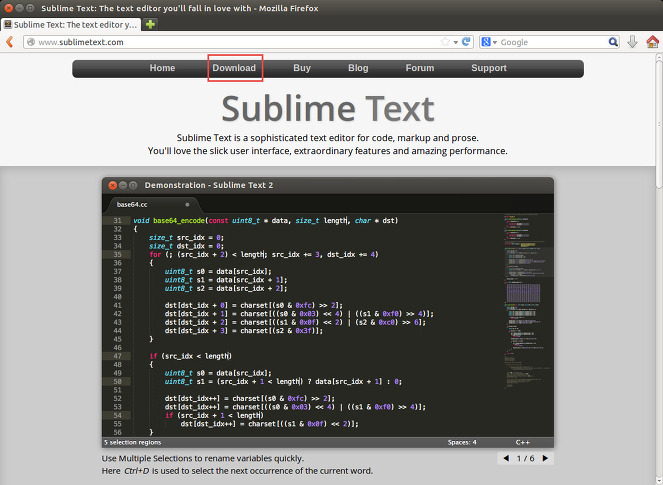 Sublime Text: The text editor you'll fall in love with - Mozilla Firefox
Sublime Text: The text editor y...
www.sublimetext.com
Google
Home Download Buy Blog Forum Support
Sublime Text
Sublime Text is a sophisticated text editor for code, markup and prose.
You'll love the slick user interface, extraordinary features and amazing performance.
Demonstration - Sublime Text 2
base64.cc
31 void base64_encode(const uint8_t * data, size_t length, char * dst)
32 {
33 size_t src_idx = 0;
34 size_t dst_idx = 0;
35 for (; (src_idx + 2) < length; src_idx += 3, dst_idx += 4)
36 {
37 uint8_t s0 = data[src_idx];
38 uint8_t s1 = data[src_idx + 1];
39 uint8_t s2 = data[src_idx + 2];
40
41 dst[dst_idx + 0] = charset[(s0 & 0xfc) >> 2];
42 dst[dst_idx + 1] = charset[((s0 & 0x03) << 4) | ((s1 & 0xf0) >> 4)];
43 dst[dst_idx + 2] = charset[((s1 & 0x0f) << 2) | (s2 & 0xc0) >> 6];
44 dst[dst_idx + 3] = charset[(s2 & 0x3f)];
45 }
46
47 if (src_idx < length)
48 {
49 uint8_t s0 = data[src_idx];
50 uint8_t s1 = (src_idx + 1 < length) ? data[src_idx + 1] : 0;
51
52 dst[dst_idx++] = charset[(s0 & 0xfc) >> 2];
53 dst[dst_idx++] = charset[((s0 & 0x03) << 4) | ((s1 & 0xf0) >> 4)];
54 if (src_idx + 1 < length)
55 dst[dst_idx++] = charset[((s1 & 0x0f) << 2)];
56 }
5 selection regions Spaces: 4 C++
Use Multiple Selections to rename variables quickly.
1 / 6
Here Ctrl+D is used to select the next occurrence of the current word.